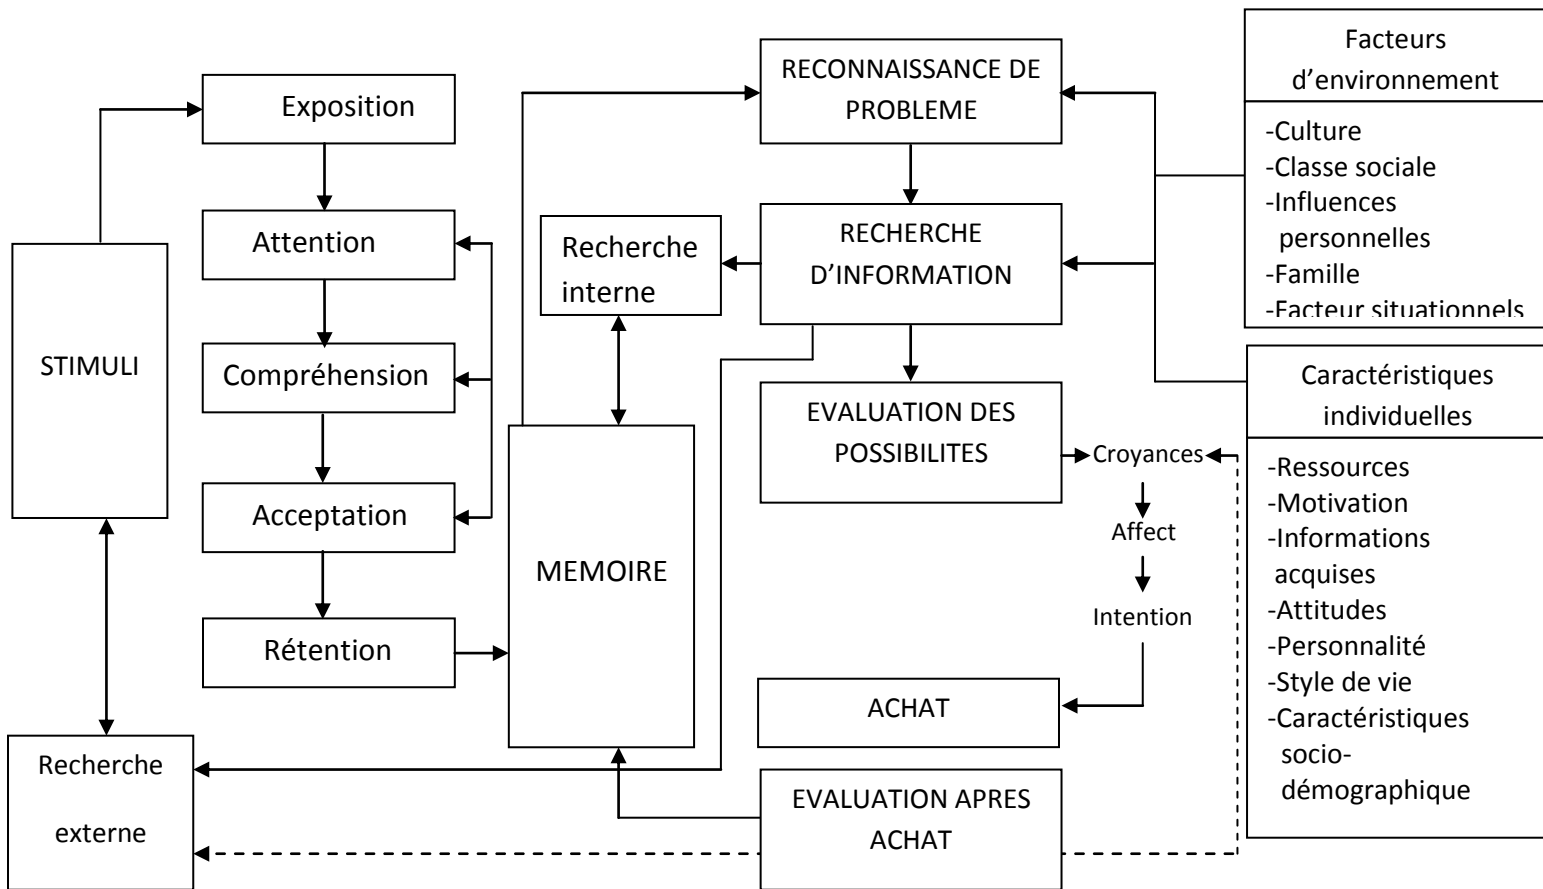 STIMULI
Recherche
externe
Exposition
Attention
Compréhension
Acceptation
Rétention
Recherche
interne
MEMOIRE
RECONNAISSANCE DE
PROBLEME
RECHERCHE
D’INFORMATION
EVALUATION DES
POSSIBILITES
Croyances
Affect
Intention
ACHAT
EVALUATION APRES
ACHAT
Facteurs
d’environnement
-Culture
-Classe sociale
-Influences
personnelles
-Famille
-Facteur situationnels
Caractéristiques
individuelles
-Ressources
-Motivation
-Informations
acquises
-Attitudes
-Personnalité
-Style de vie
-Caractéristiques
socio-
démographique